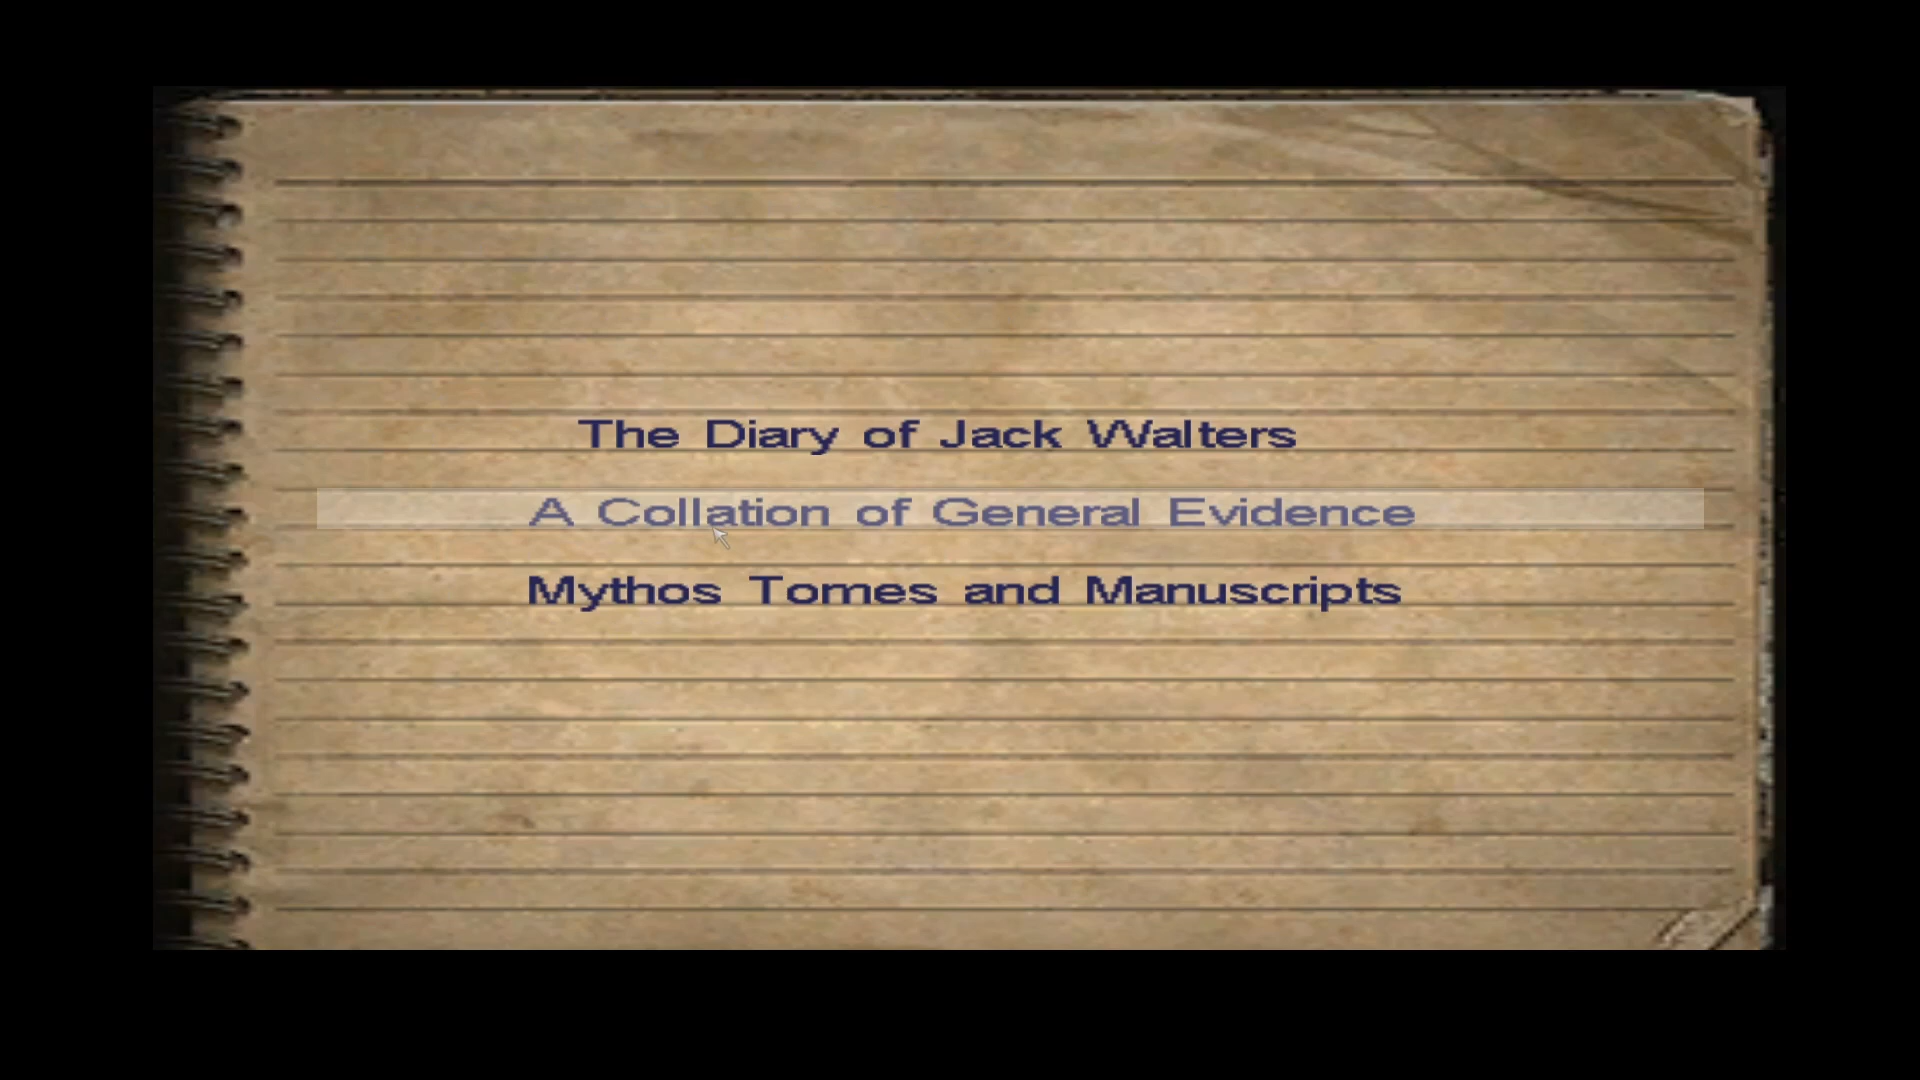 The Diary of Jack Walters
A Collation of General Evidence
Mythos Tomes and Manuscripts